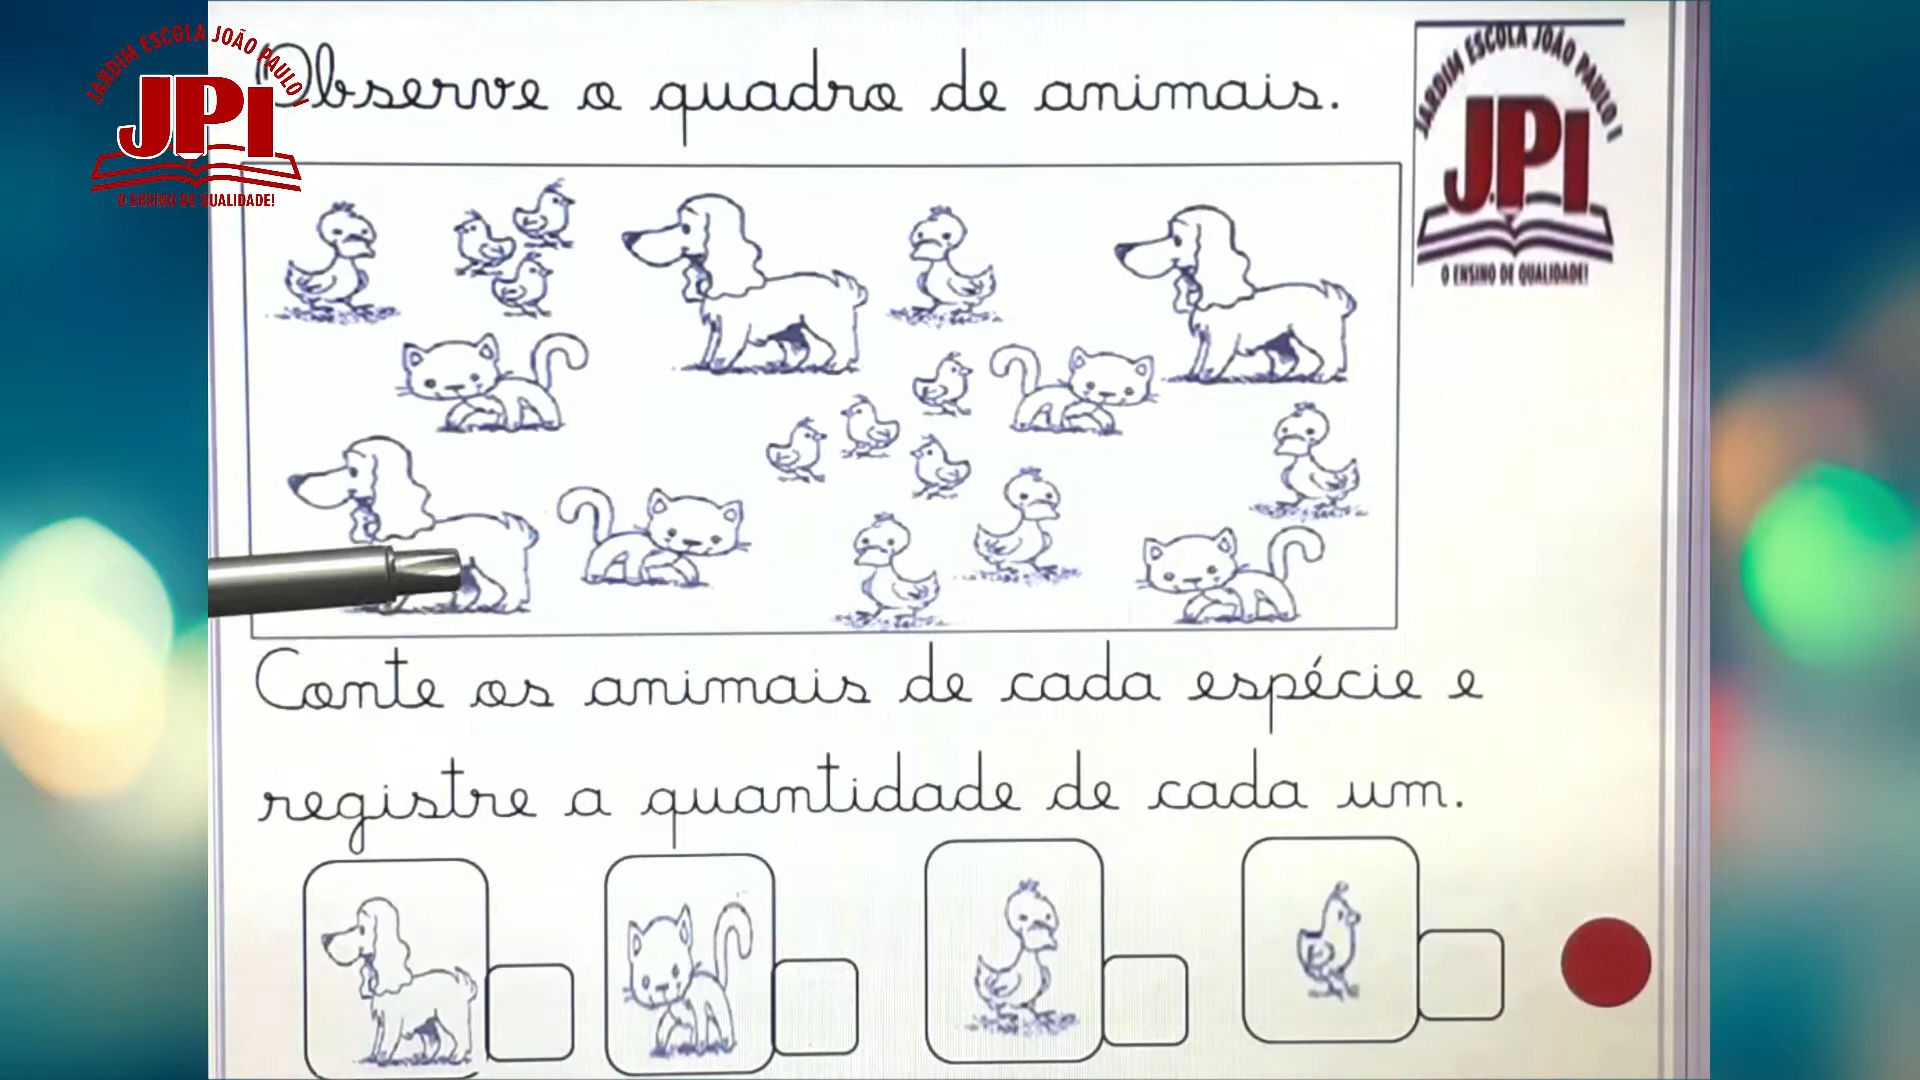 JARDIM ESCOLA JOÃO PAULO I
JPI
O ENSINO DE QUALIDADE!
Observe o quadro de animais.
JARDIM ESCOLA JOÃO PAULO I
JPI
O ENSINO DE QUALIDADE!
Conte os animais de cada espécie e
registre a quantidade de cada um.